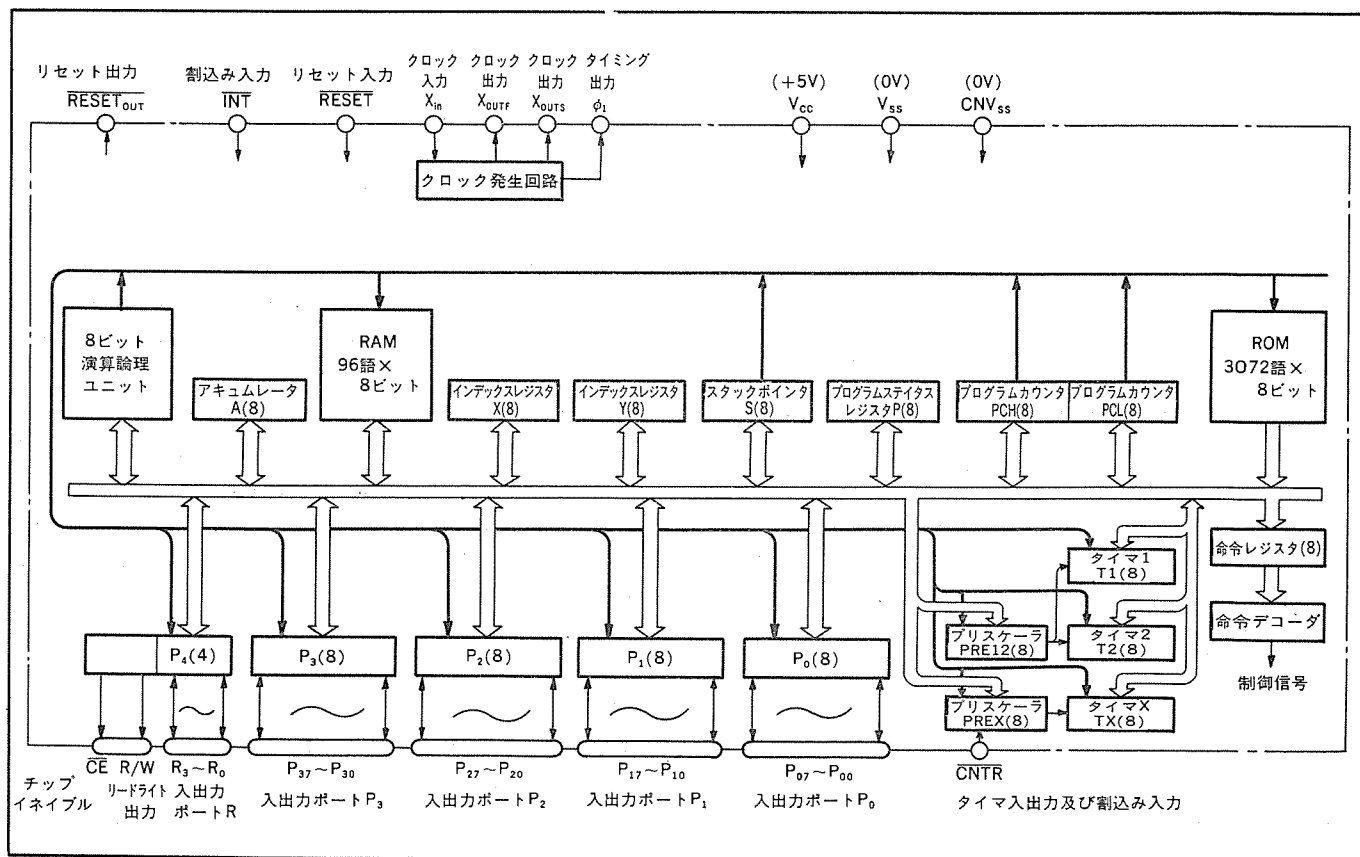 リセット出力
RESET_OUT
割込み入力
INT
リセット入力
RESET
クロック
入力
X_in
クロック
出力
X_OUTF
クロック
出力
X_OUTS
タイミング
出力
φ₁
(+5V)
V_CC
(0V)
V_SS
(0V)
CNV_SS
クロック発生回路
8ビット
演算論理
ユニット
アキュムレータ
A(8)
RAM
96語×
8ビット
インデックスレジスタ
X(8)
インデックスレジスタ
Y(8)
スタックポインタ
S(8)
プログラムステイタス
レジスタP(8)
プログラムカウンタ
PCH(8)
プログラムカウンタ
PCL(8)
ROM
3072語×
8ビット
命令レジスタ(8)
命令デコーダ
制御信号
タイマ1
T1(8)
プリスケーラ
PRE12(8)
タイマ2
T2(8)
プリスケーラ
PREX(8)
タイマX
TX(8)
P₄(4)
P₃(8)
P₂(8)
P₁(8)
P₀(8)
CE
チップ
イネイブル
R/W
リードライト
出力
R₃～R₀
入出力
ポートR
P₃₇～P₃₀
入出力ポートP₃
P₂₇～P₂₀
入出力ポートP₂
P₁₇～P₁₀
入出力ポートP₁
P₀₇～P₀₀
入出力ポートP₀
CNTR
タイマ入出力及び割込み入力